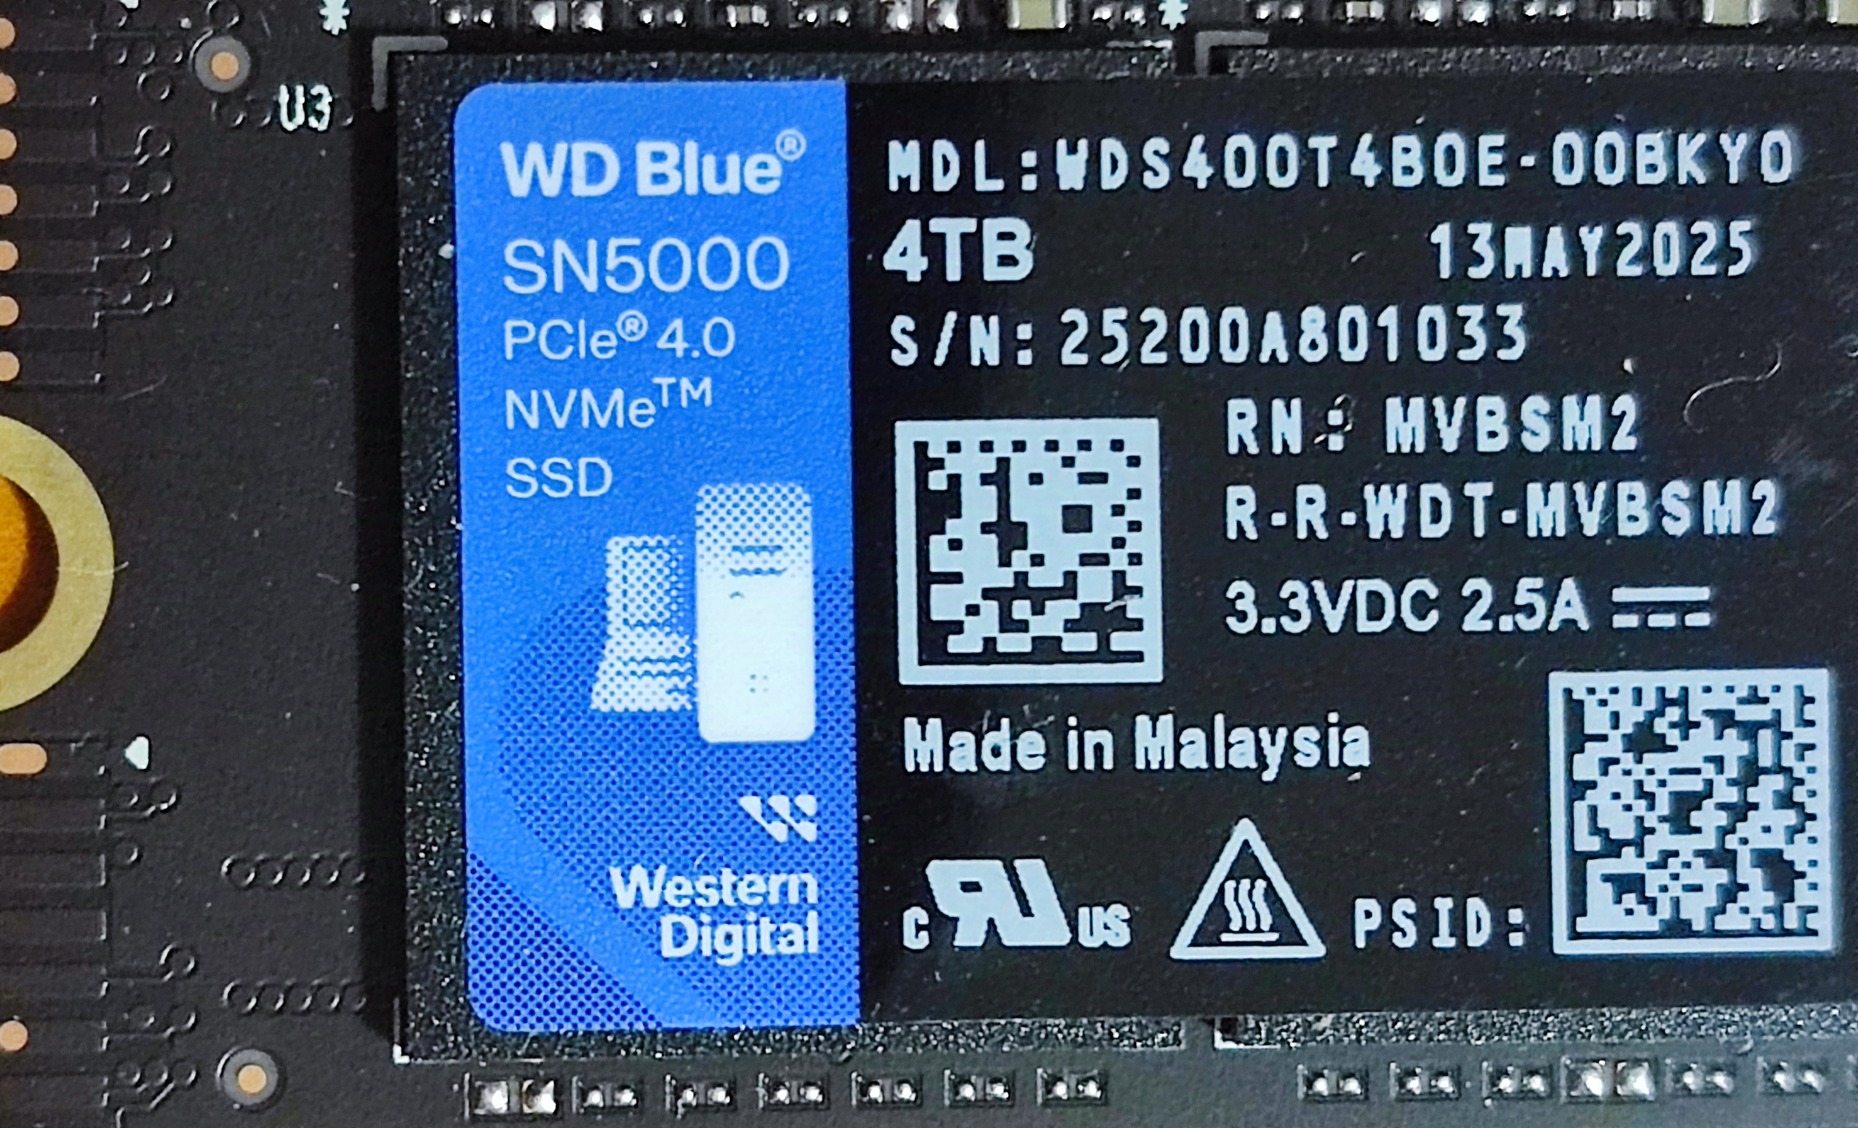 U3
WD Blue®
SN5000
PCIe® 4.0
NVMe™
SSD
Western
Digital
MDL:WDS400T4B0E-00BKY0
4TB 13MAY2025
S/N:25200A801033
RN: MVBSM2
R-R-WDT-MVBSM2
3.3VDC 2.5A
Made in Malaysia
c RU us
PSID: